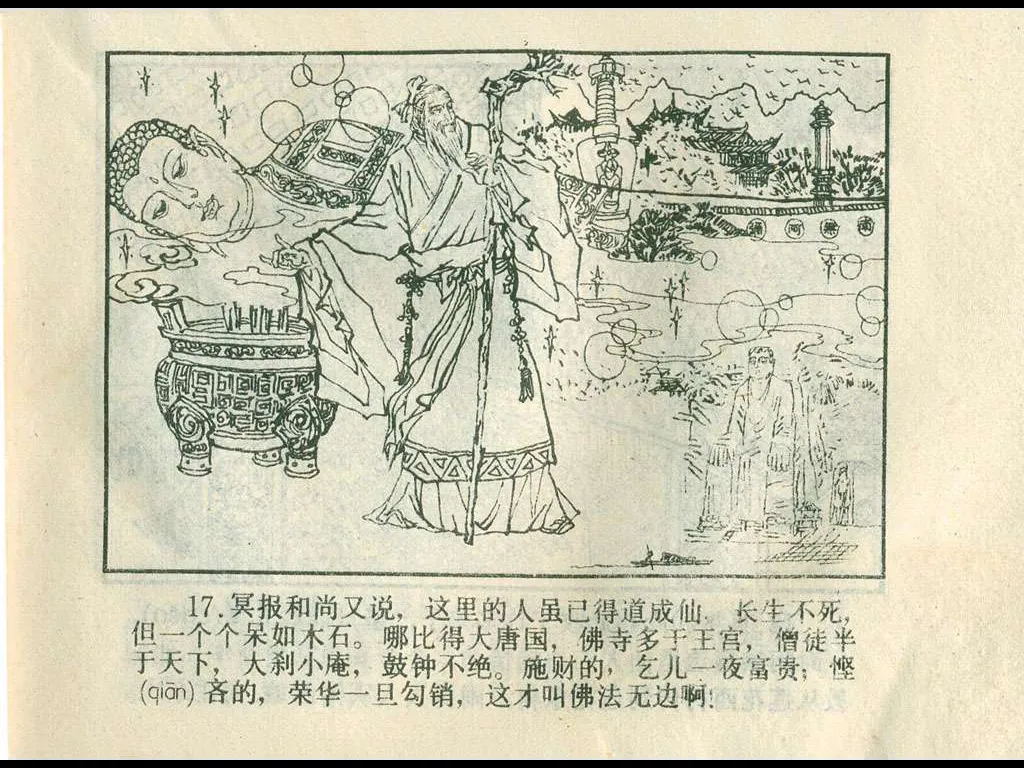 南无阿弥
17.冥报和尚又说，这里的人虽已得道成仙，长生不死，
但一个个呆如木石。哪比得大唐国，佛寺多于王宫，僧徒半
于天下，大刹小庵，鼓钟不绝。施财的，乞儿一夜富贵；悭
(qiān) 吝的，荣华一旦勾销，这才叫佛法无边啊！